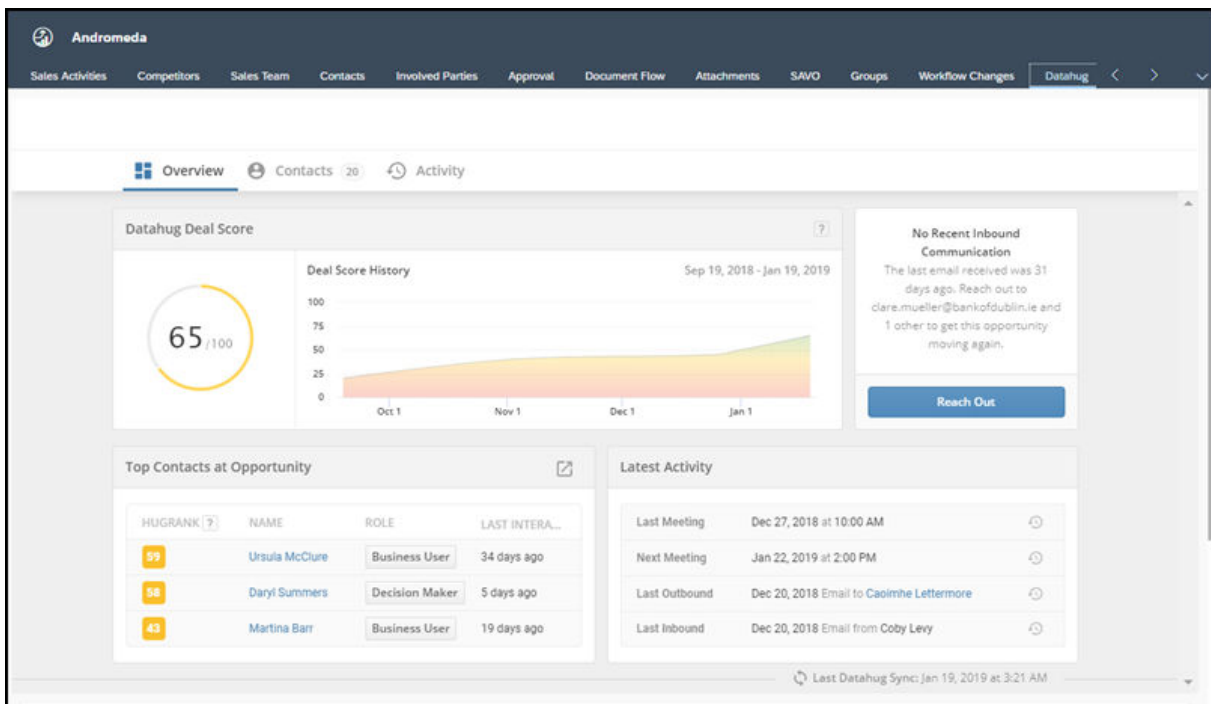 Andromeda
Sales Activities Competitors Sales Team Contacts Involved Parties Approval Document Flow Attachments SAVO Groups Workflow Changes Datahug
Overview Contacts 20 Activity
Datahug Deal Score ?
65 /100
Deal Score History Sep 19, 2018 - Jan 19, 2019
100
75
50
25
0
Oct 1 Nov 1 Dec 1 Jan 1
No Recent Inbound
Communication
The last email received was 31
days ago. Reach out to
clare.mueller@bankofdublin.ie and
1 other to get this opportunity
moving again.
Reach Out
Top Contacts at Opportunity
HUGRANK ? NAME ROLE LAST INTERA...
59 Ursula McClure Business User 34 days ago
58 Daryl Summers Decision Maker 5 days ago
43 Martina Barr Business User 19 days ago
Latest Activity
Last Meeting Dec 27, 2018 at 10:00 AM
Next Meeting Jan 22, 2019 at 2:00 PM
Last Outbound Dec 20, 2018 Email to Caoimhe Lettermore
Last Inbound Dec 20, 2018 Email from Coby Levy
Last Datahug Sync: Jan 19, 2019 at 3:21 AM